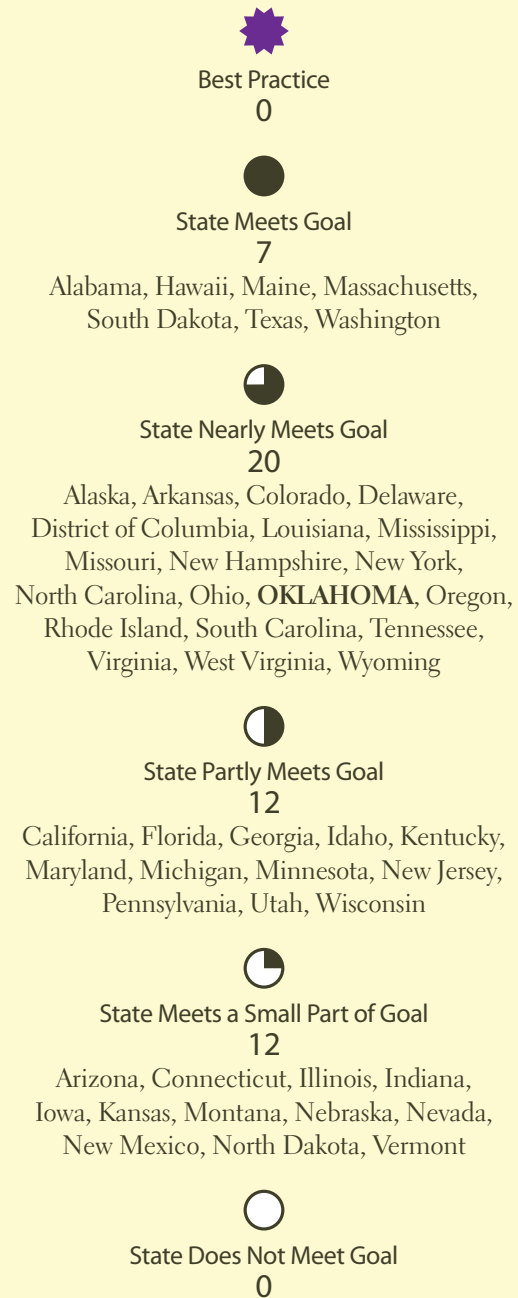 Best Practice
0
State Meets Goal
7
Alabama, Hawaii, Maine, Massachusetts,
South Dakota, Texas, Washington
State Nearly Meets Goal
20
Alaska, Arkansas, Colorado, Delaware,
District of Columbia, Louisiana, Mississippi,
Missouri, New Hampshire, New York,
North Carolina, Ohio, OKLAHOMA, Oregon,
Rhode Island, South Carolina, Tennessee,
Virginia, West Virginia, Wyoming
State Partly Meets Goal
12
California, Florida, Georgia, Idaho, Kentucky,
Maryland, Michigan, Minnesota, New Jersey,
Pennsylvania, Utah, Wisconsin
State Meets a Small Part of Goal
12
Arizona, Connecticut, Illinois, Indiana,
Iowa, Kansas, Montana, Nebraska, Nevada,
New Mexico, North Dakota, Vermont
State Does Not Meet Goal
0